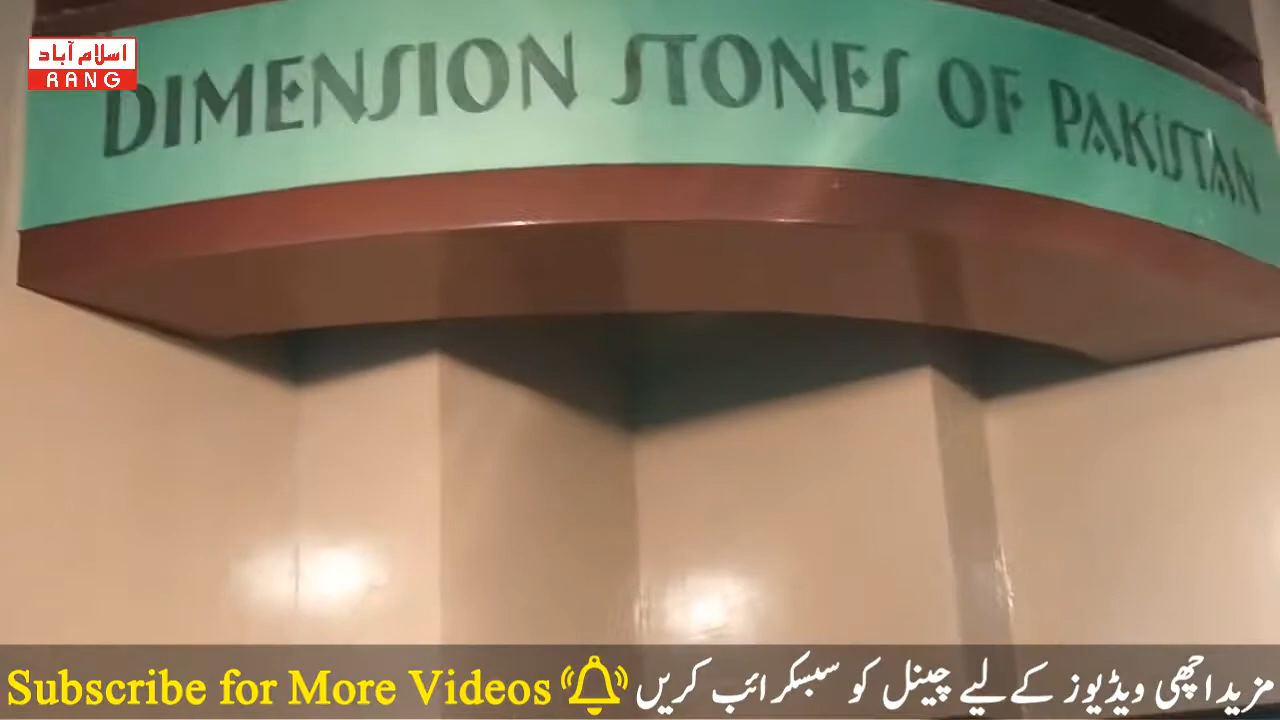 اسلام آباد
RANG
DIMENSION STONES OF PAKISTAN
Subscribe for More Videos
مزید اچھی ویڈیوز کے لیے چینل کو سبسکرائب کریں